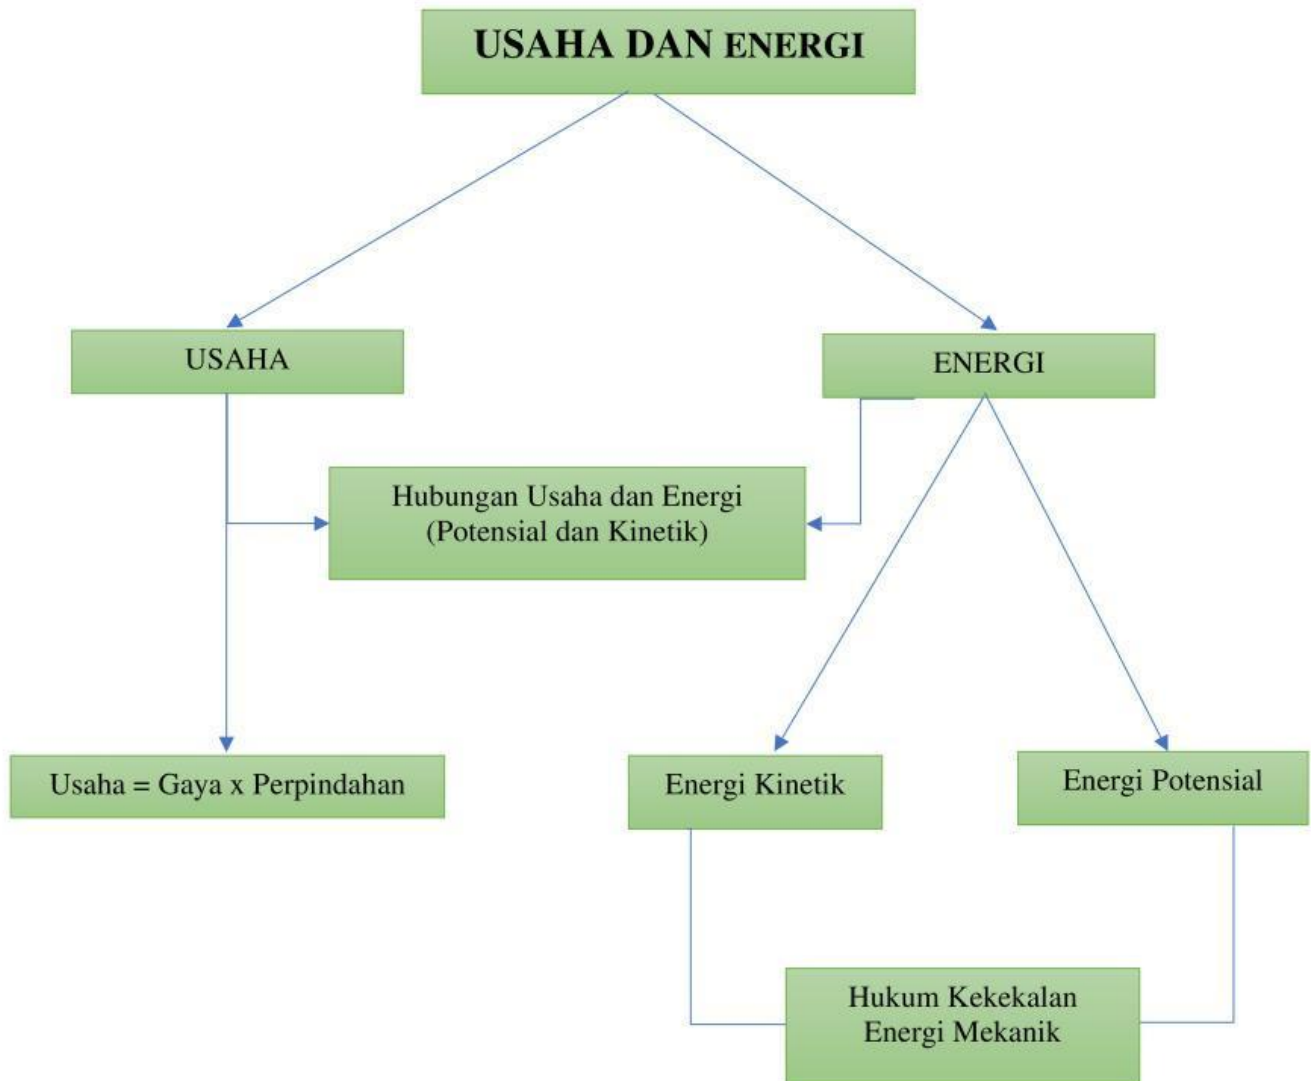 USAHA DAN ENERGI
USAHA
ENERGI
Hubungan Usaha dan Energi
(Potensial dan Kinetik)
Usaha = Gaya x Perpindahan
Energi Kinetik
Energi Potensial
Hukum Kekekalan
Energi Mekanik